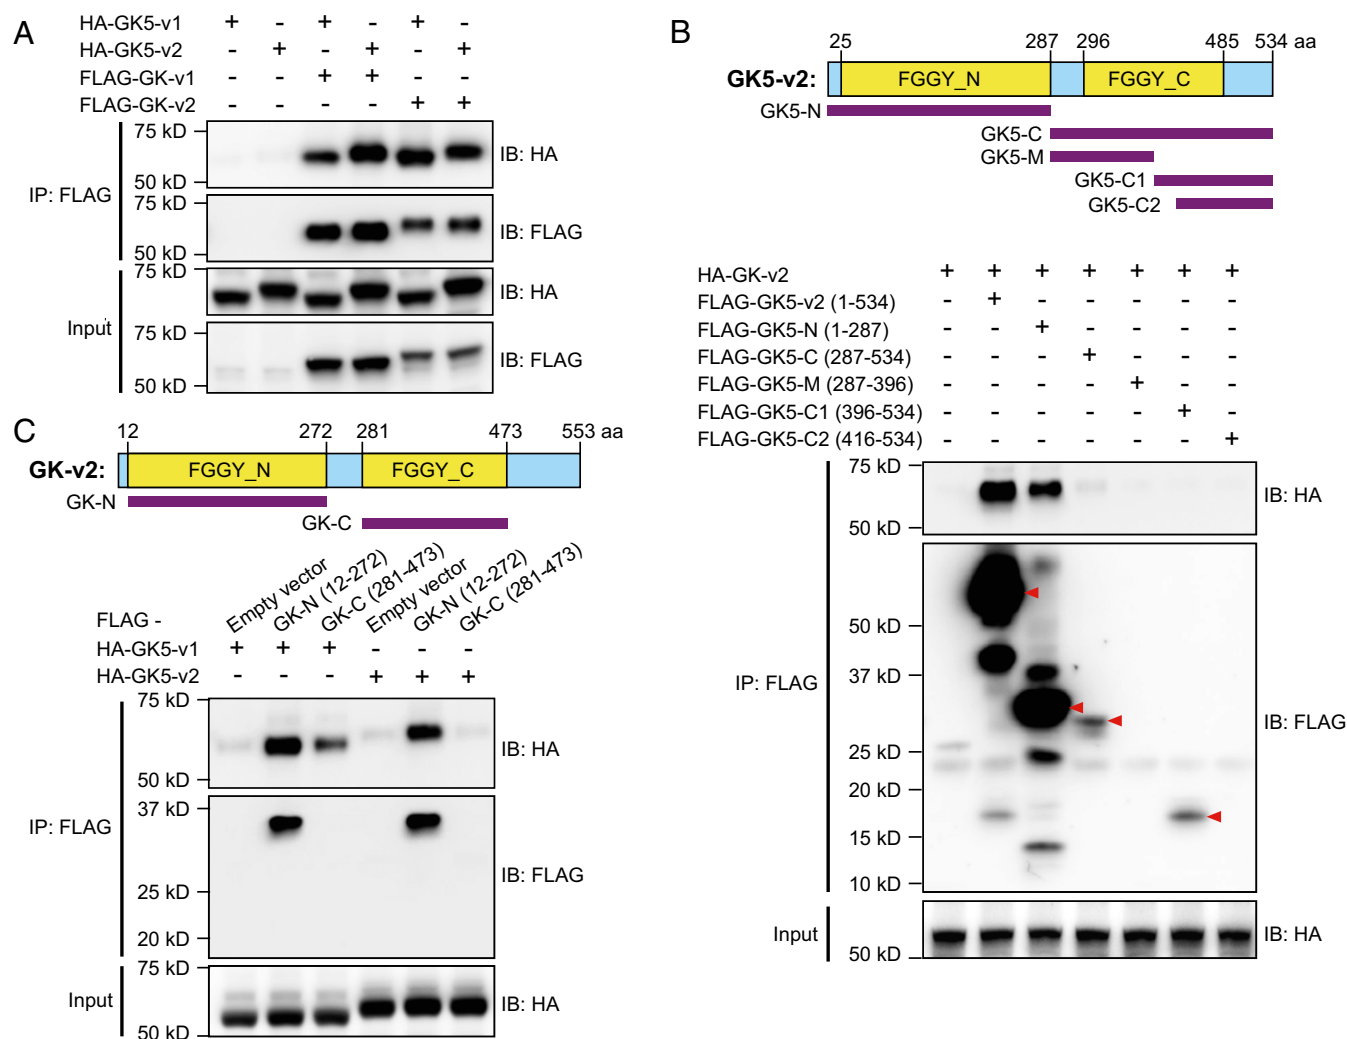 A
HA-GK5-v1 + - + - + -
HA-GK5-v2 - + - + - +
FLAG-GK-v1 - - + + - -
FLAG-GK-v2 - - - - + +
IP: FLAG
75 kD
50 kD
IB: HA
75 kD
50 kD
IB: FLAG
Input
75 kD
IB: HA
75 kD
50 kD
IB: FLAG
B
25 287 296 485 534 aa
GK5-v2: FGGY_N FGGY_C
GK5-N
GK5-C
GK5-M
GK5-C1
GK5-C2
HA-GK-v2 + + + + + + +
FLAG-GK5-v2 (1-534) - + - - - - -
FLAG-GK5-N (1-287) - - + - - - -
FLAG-GK5-C (287-534) - - - + - - -
FLAG-GK5-M (287-396) - - - - + - -
FLAG-GK5-C1 (396-534) - - - - - + -
FLAG-GK5-C2 (416-534) - - - - - - +
IP: FLAG
75 kD
50 kD
IB: HA
50 kD
37 kD
25 kD
20 kD
15 kD
10 kD
IB: FLAG
Input
50 kD
IB: HA
C
12 272 281 473 553 aa
GK-v2: FGGY_N FGGY_C
GK-N
GK-C
FLAG - Empty vector GK-N (12-272) GK-C (281-473) Empty vector GK-N (12-272) GK-C (281-473)
HA-GK5-v1 + + + - - -
HA-GK5-v2 - - - + + +
IP: FLAG
75 kD
50 kD
IB: HA
37 kD
25 kD
20 kD
IB: FLAG
Input
75 kD
50 kD
IB: HA